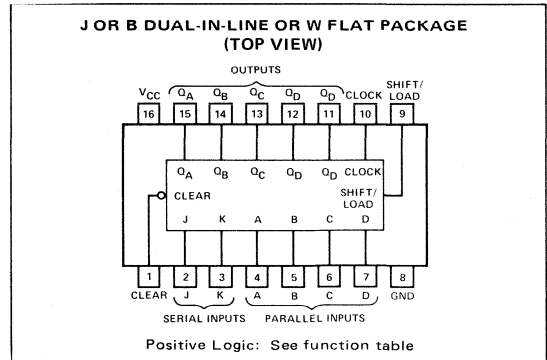 J OR B DUAL-IN-LINE OR W FLAT PACKAGE
(TOP VIEW)
OUTPUTS
VCC QA QB QC QD QD CLOCK SHIFT/
LOAD
16 15 14 13 12 11 10 9
QA QB QC QD QD CLOCK
CLEAR SHIFT/
LOAD
J K A B C D
1 2 3 4 5 6 7 8
CLEAR J K A B C D GND
SERIAL INPUTS PARALLEL INPUTS
Positive Logic: See function table